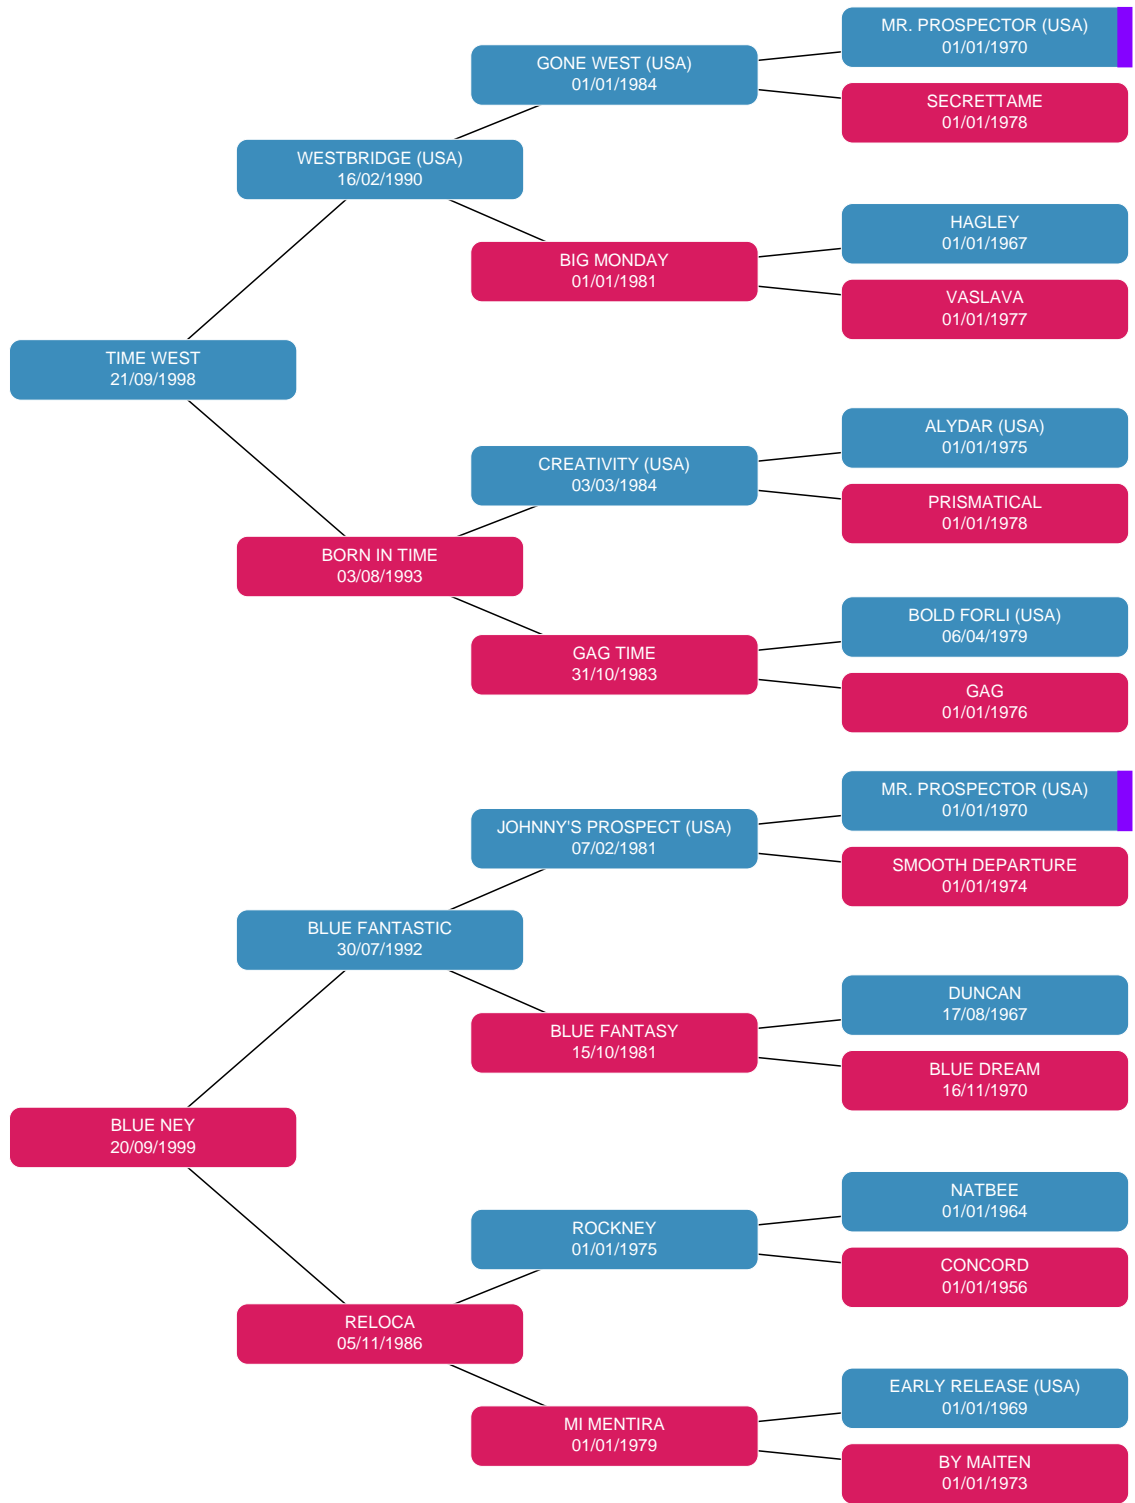 MR. PROSPECTOR (USA)
01/01/1970
GONE WEST (USA)
01/01/1984
SECRETTAME
01/01/1978
WESTBRIDGE (USA)
16/02/1990
HAGLEY
01/01/1967
BIG MONDAY
01/01/1981
VASLAVA
01/01/1977
TIME WEST
21/09/1998
ALYDAR (USA)
01/01/1975
CREATIVITY (USA)
03/03/1984
PRISMATICAL
01/01/1978
BORN IN TIME
03/08/1993
BOLD FORLI (USA)
06/04/1979
GAG TIME
31/10/1983
GAG
01/01/1976
MR. PROSPECTOR (USA)
01/01/1970
JOHNNY'S PROSPECT (USA)
07/02/1981
SMOOTH DEPARTURE
01/01/1974
BLUE FANTASTIC
30/07/1992
DUNCAN
17/08/1967
BLUE FANTASY
15/10/1981
BLUE DREAM
16/11/1970
BLUE NEY
20/09/1999
NATBEE
01/01/1964
ROCKNEY
01/01/1975
CONCORD
01/01/1956
RELOCA
05/11/1986
EARLY RELEASE (USA)
01/01/1969
MI MENTIRA
01/01/1979
BY MAITEN
01/01/1973